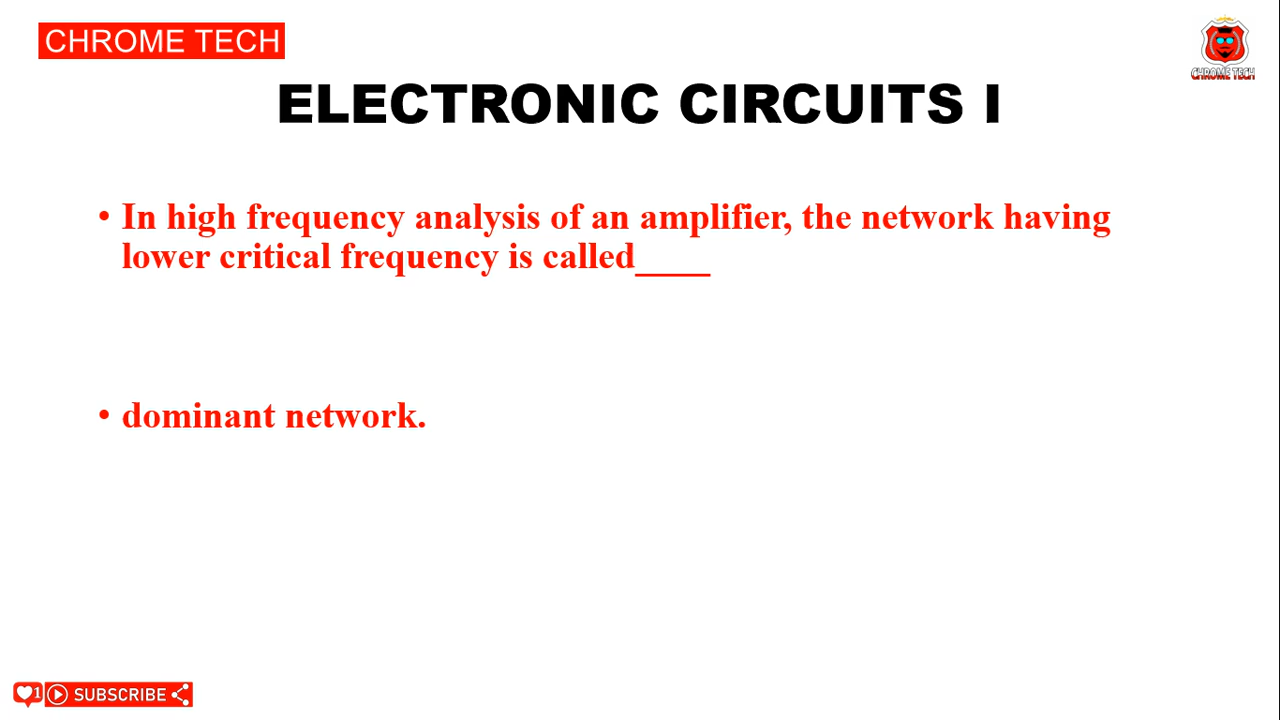 CHROME TECH
CHROME TECH
ELECTRONIC CIRCUITS I
• In high frequency analysis of an amplifier, the network having
lower critical frequency is called____
• dominant network.
1 SUBSCRIBE